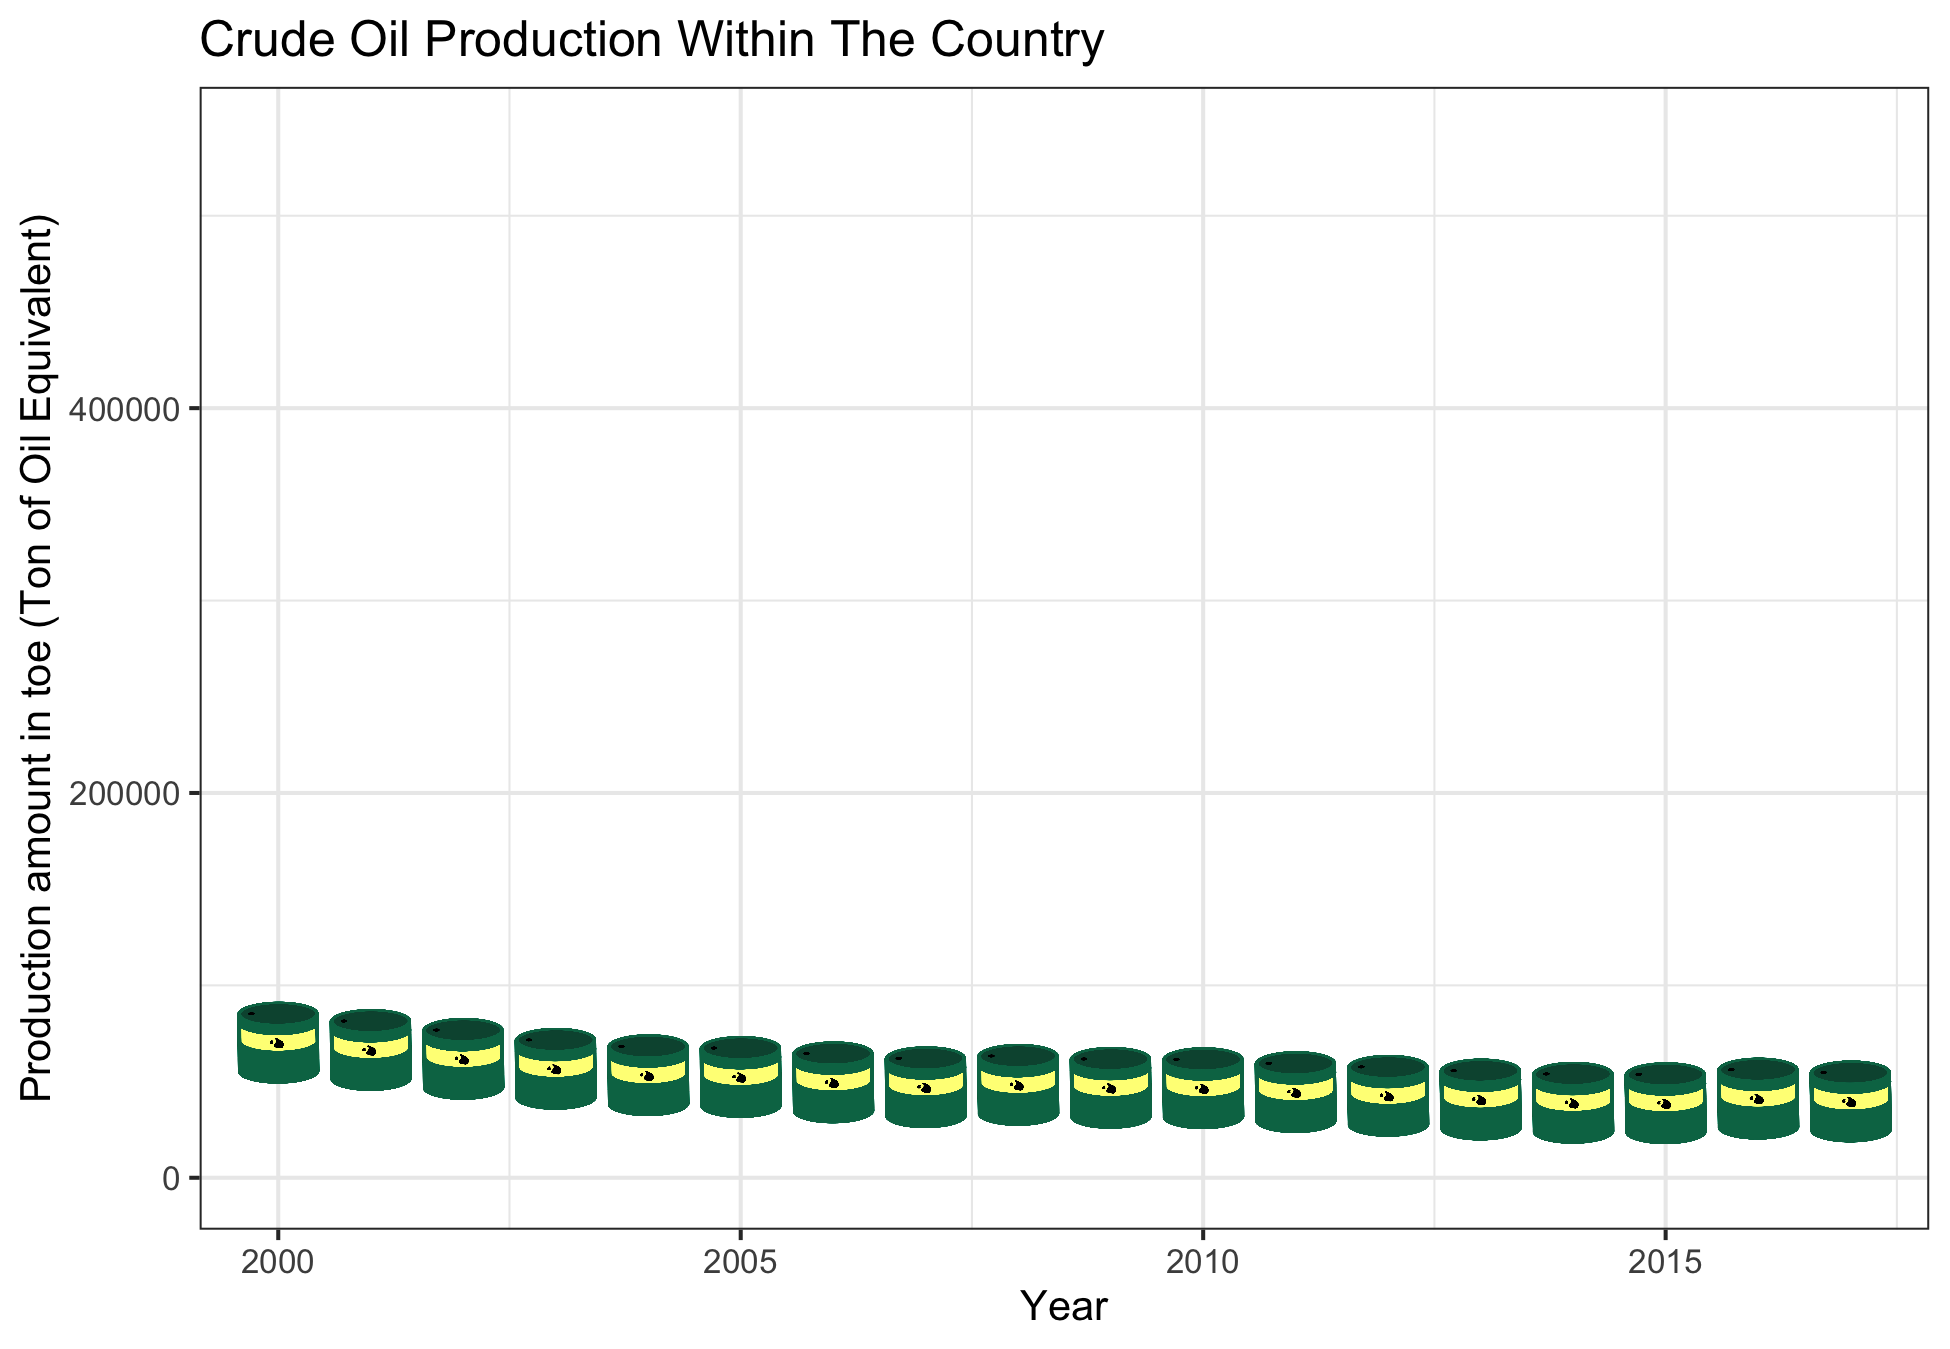 Crude Oil Production Within The Country
Production amount in toe (Ton of Oil Equivalent)
400000
200000
0
2000
2005
2010
2015
Year